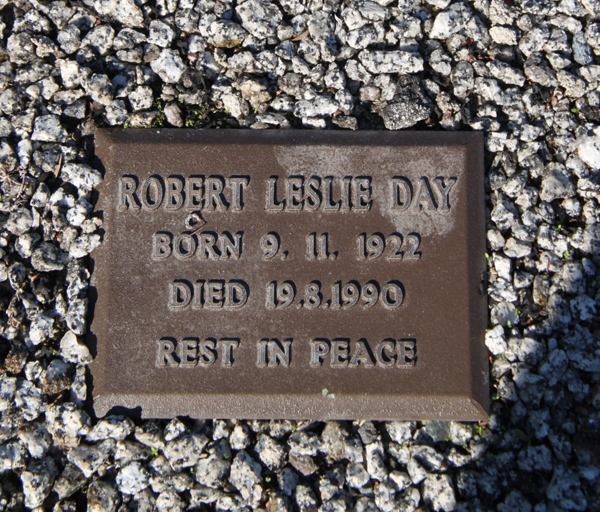 ROBERT LESLIE DAY
BORN 9. 11. 1922
DIED 19.8.1990
REST IN PEACE